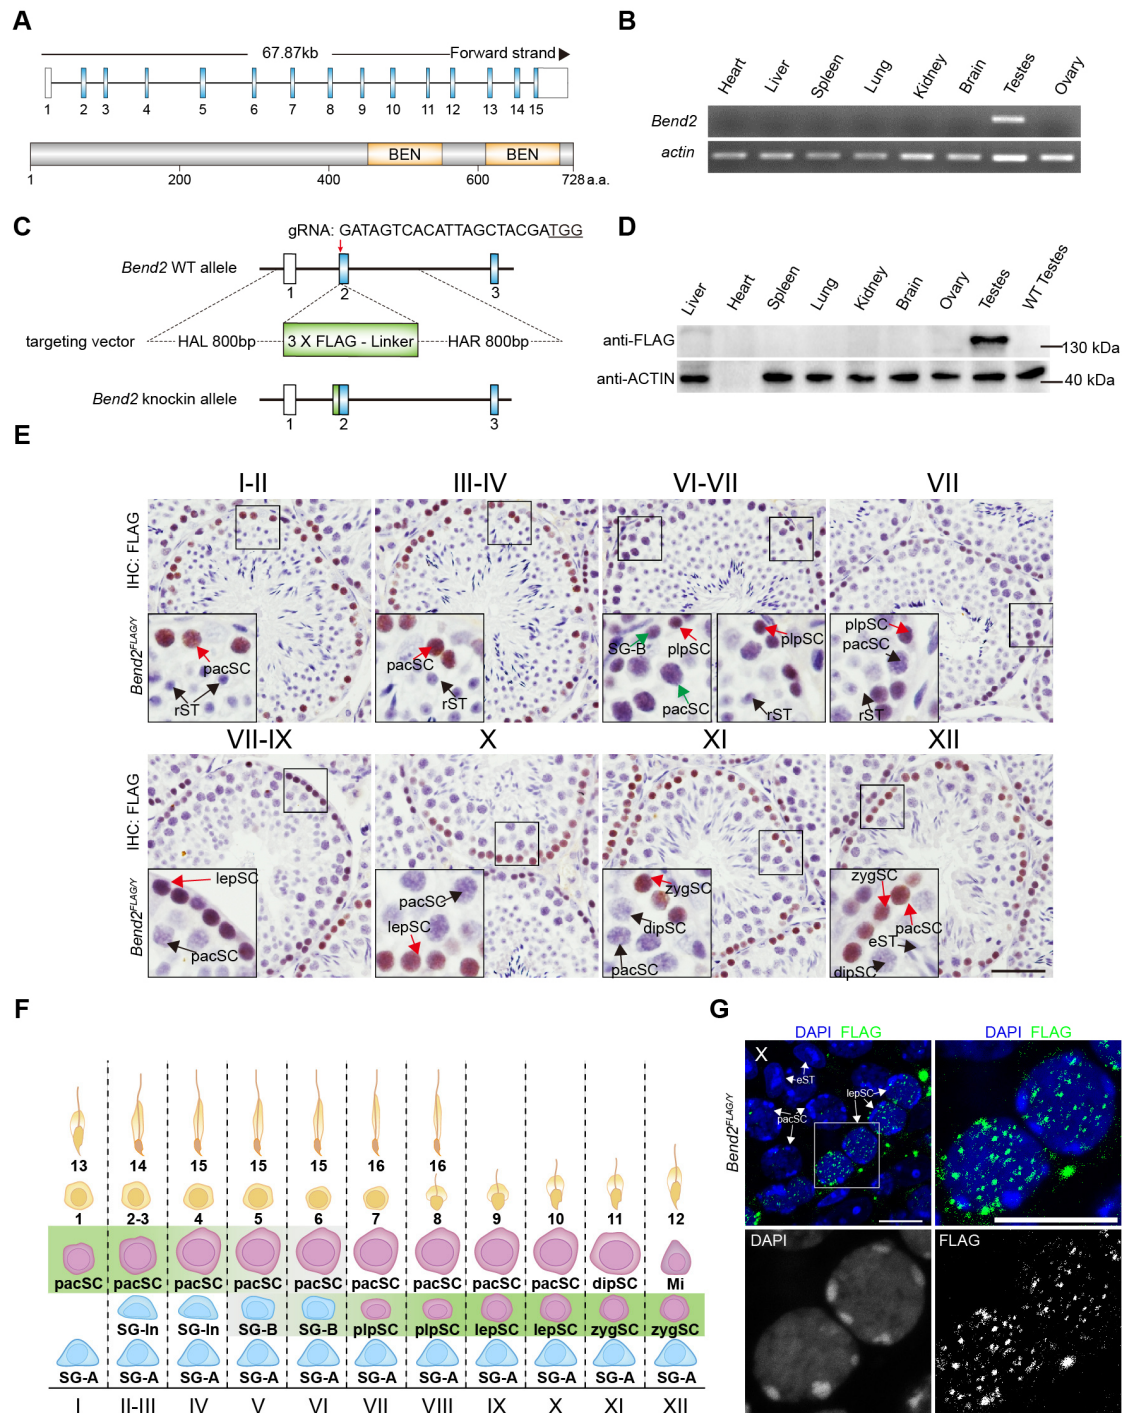 A
67.87kb
Forward strand
1 2 3 4 5 6 7 8 9 10 11 12 13 14 15
BEN BEN
1 200 400 600 728 a.a.
B
Heart Liver Spleen Lung Kidney Brain Testes Ovary
Bend2
actin
C
gRNA: GATAGTCACATTAGCTACGATGG
Bend2 WT allele
1 2 3
targeting vector HAL 800bp 3 X FLAG - Linker HAR 800bp
Bend2 knockin allele
1 2 3
D
Liver Heart Spleen Lung Kidney Brain Ovary Testes WT Testes
anti-FLAG 130 kDa
anti-ACTIN 40 kDa
E
I-II III-IV VI-VII VII
IHC: FLAG
Bend2FLAG/Y
pacSC
rST
pacSC
rST
SG-B
plpSC
pacSC
plpSC
rST
plpSC
pacSC
rST
VII-IX X XI XII
IHC: FLAG
Bend2FLAG/Y
lepSC
pacSC
pacSC
lepSC
zygSC
dipSC
pacSC
zygSC
pacSC
eST
dipSC
F
13 14 15 15 15 16 16
1 2-3 4 5 6 7 8 9 10 11 12
pacSC pacSC pacSC pacSC pacSC pacSC pacSC pacSC pacSC dipSC Mi
SG-In SG-In SG-B SG-B plpSC plpSC lepSC lepSC zygSC zygSC
SG-A SG-A SG-A SG-A SG-A SG-A SG-A SG-A SG-A SG-A SG-A
I II-III IV V VI VII VIII IX X XI XII
G
DAPI FLAG DAPI FLAG
Bend2FLAG/Y
X
eST
lepSC
pacSC
DAPI
FLAG